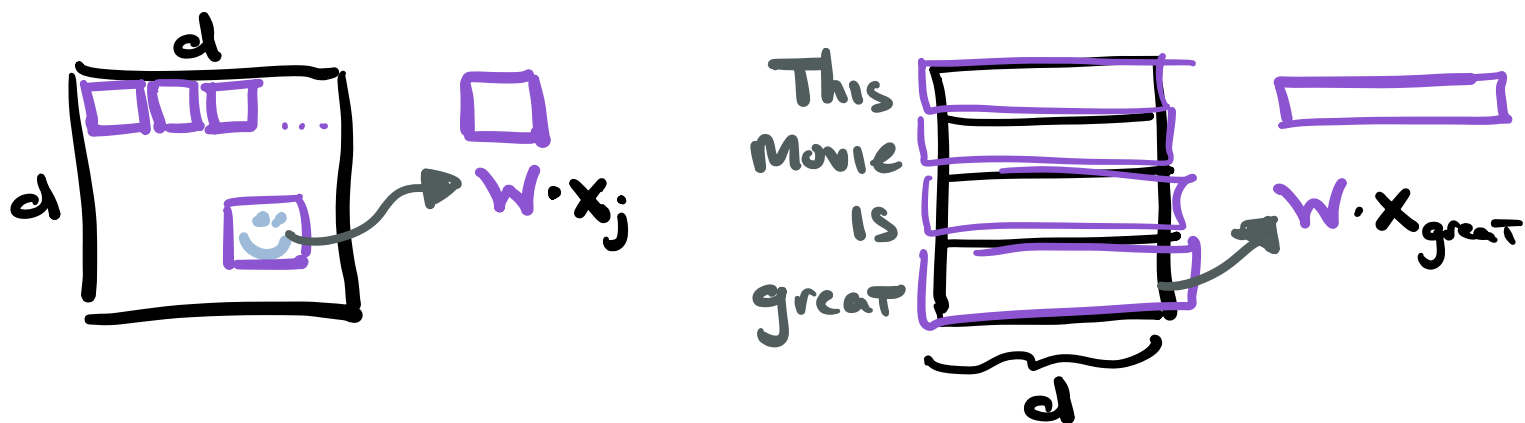 d
d
...
W · x_j
This
Movie
is
great
W · x_great
d